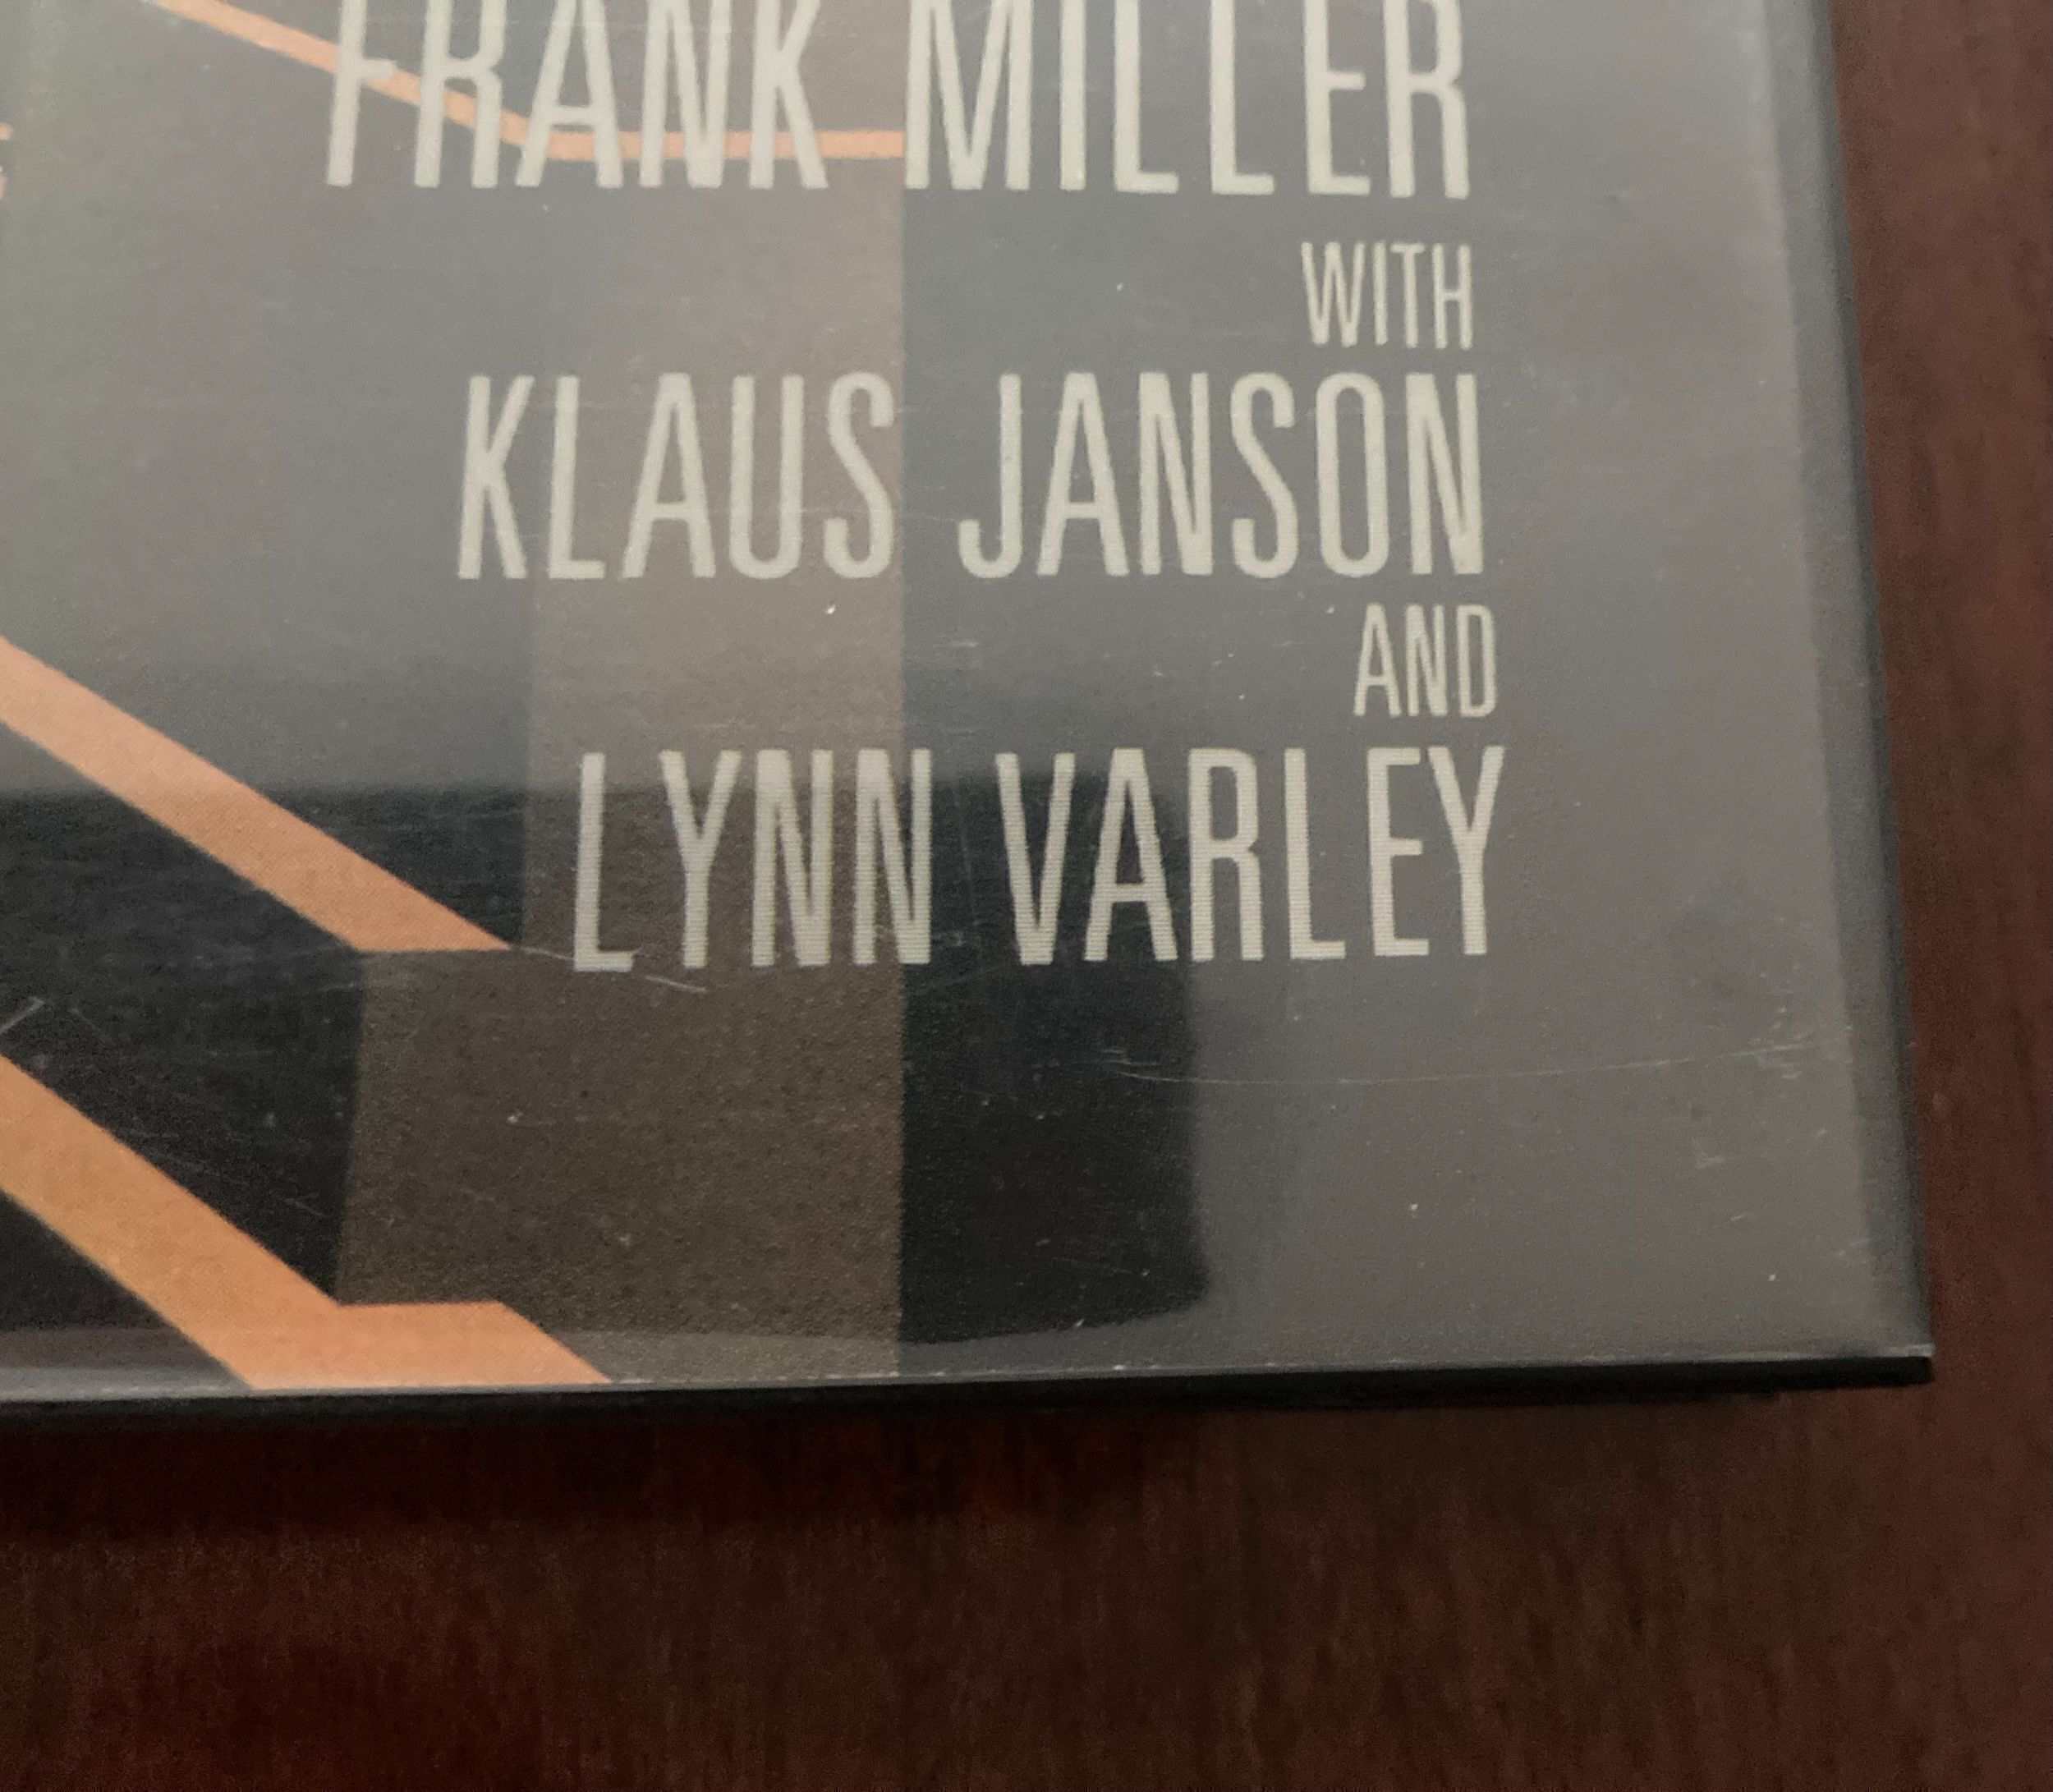 FRANK MILLER
WITH
KLAUS JANSON
AND
LYNN VARLEY